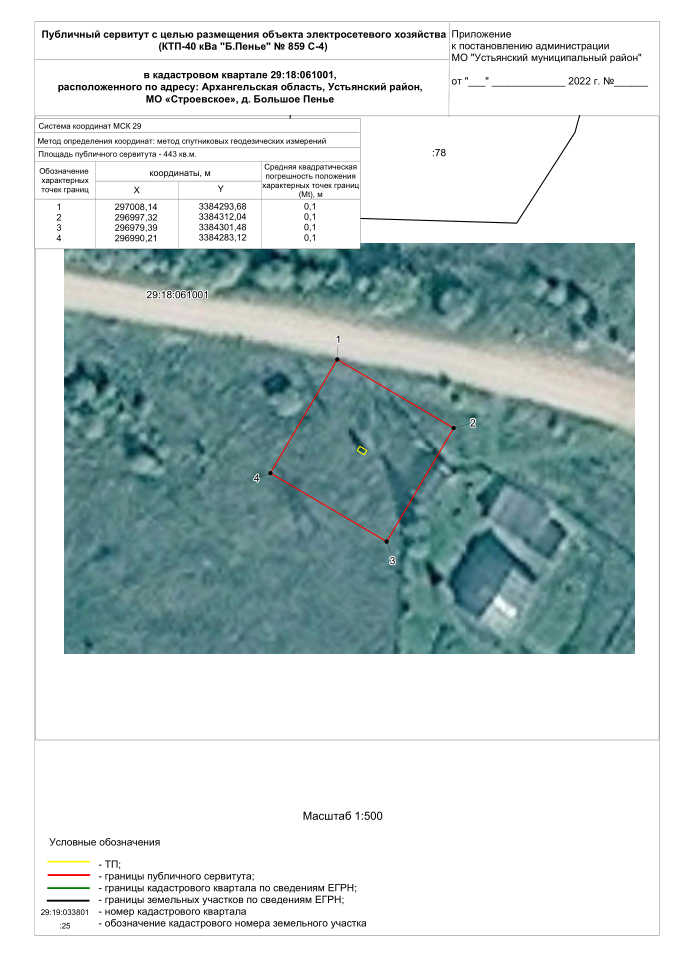 Публичный сервитут с целью размещения объекта электросетевого хозяйства
(КТП-40 кВа "Б.Пенье" № 859 С-4)
в кадастровом квартале 29:18:061001,
расположенного по адресу: Архангельская область, Устьянский район,
МО «Строевское», д. Большое Пенье
Приложение
к постановлению администрации
МО "Устьянский муниципальный район"
от "___" _____________ 2022 г. №______
Система координат МСК 29
Метод определения координат: метод спутниковых геодезических измерений
Площадь публичного сервитута - 443 кв.м.
Обозначение характерных точек границ
координаты, м
X
Y
Средняя квадратическая погрешность положения характерных точек границ (Mt), м
1 297008,14 3384293,68 0,1
2 296997,32 3384312,04 0,1
3 296979,39 3384301,48 0,1
4 296990,21 3384283,12 0,1
:78
29:18:061001
1
2
4
3
Масштаб 1:500
Условные обозначения
- ТП;
- границы публичного сервитута;
- границы кадастрового квартала по сведениям ЕГРН;
- границы земельных участков по сведениям ЕГРН;
29:19:033801 - номер кадастрового квартала
:25 - обозначение кадастрового номера земельного участка